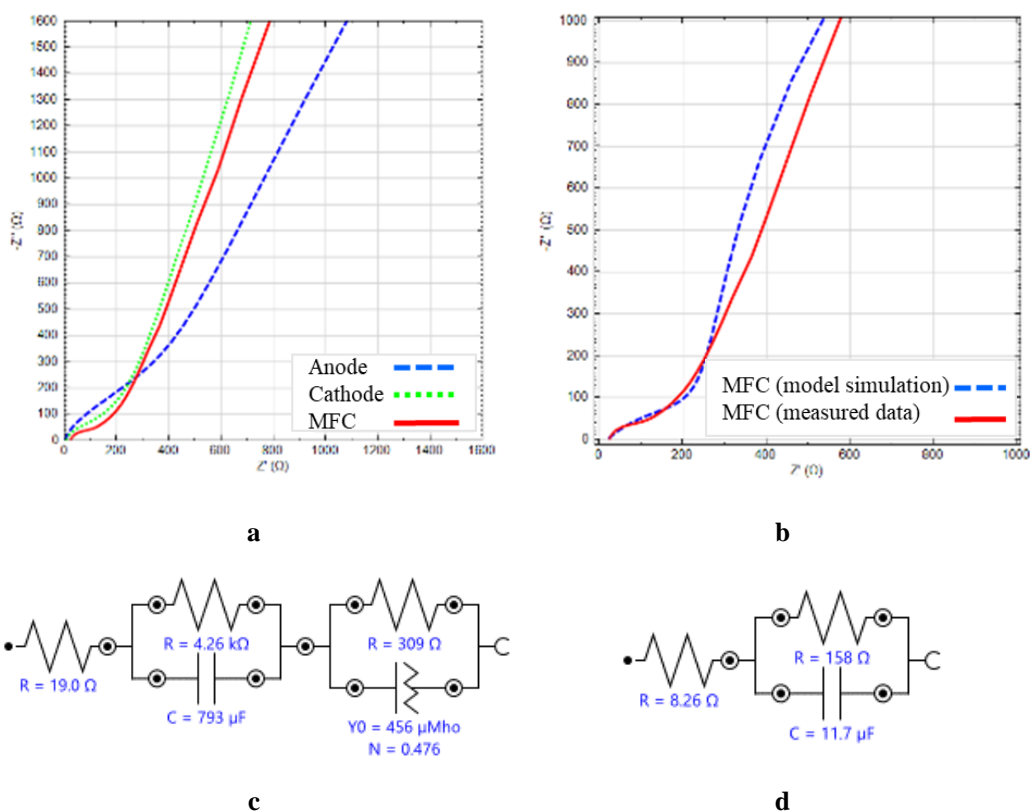 1600
1500
1400
1300
1200
1100
1000
900
800
700
600
500
400
300
200
100
0
-Z'' (Ω)
0 200 400 600 800 1000 1200 1400 1600
Z' (Ω)
Anode
Cathode
MFC
a
1000
900
800
700
600
500
400
300
200
100
0
-Z'' (Ω)
0 200 400 600 800 1000
Z' (Ω)
MFC (model simulation)
MFC (measured data)
b
R = 19.0 Ω
R = 4.26 kΩ
C = 793 µF
R = 309 Ω
Y0 = 456 µMho
N = 0.476
c
R = 8.26 Ω
R = 158 Ω
C = 11.7 µF
d